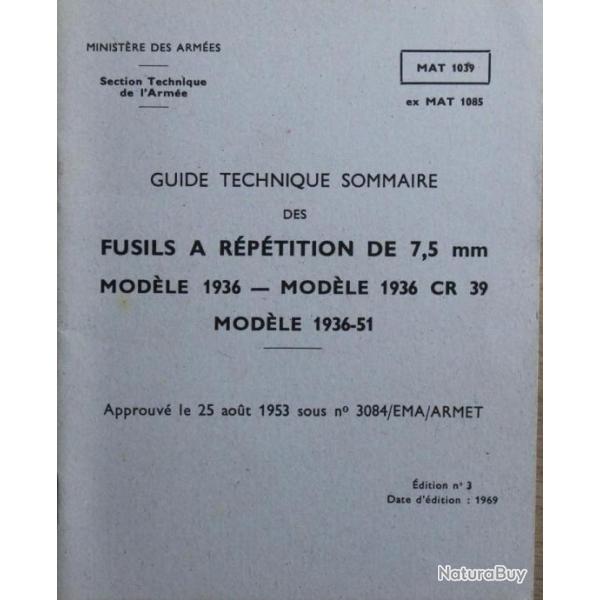 MINISTÈRE DES ARMÉES
Section Technique
de l'Armée
MAT 1039
ex MAT 1085
GUIDE TECHNIQUE SOMMAIRE
DES
FUSILS A RÉPÉTITION DE 7,5 mm
MODÈLE 1936 — MODÈLE 1936 CR 39
MODÈLE 1936-51
Approuvé le 25 août 1953 sous nº 3084/EMA/ARMET
Édition nº 3
Date d'édition : 1969
NaturaBuy